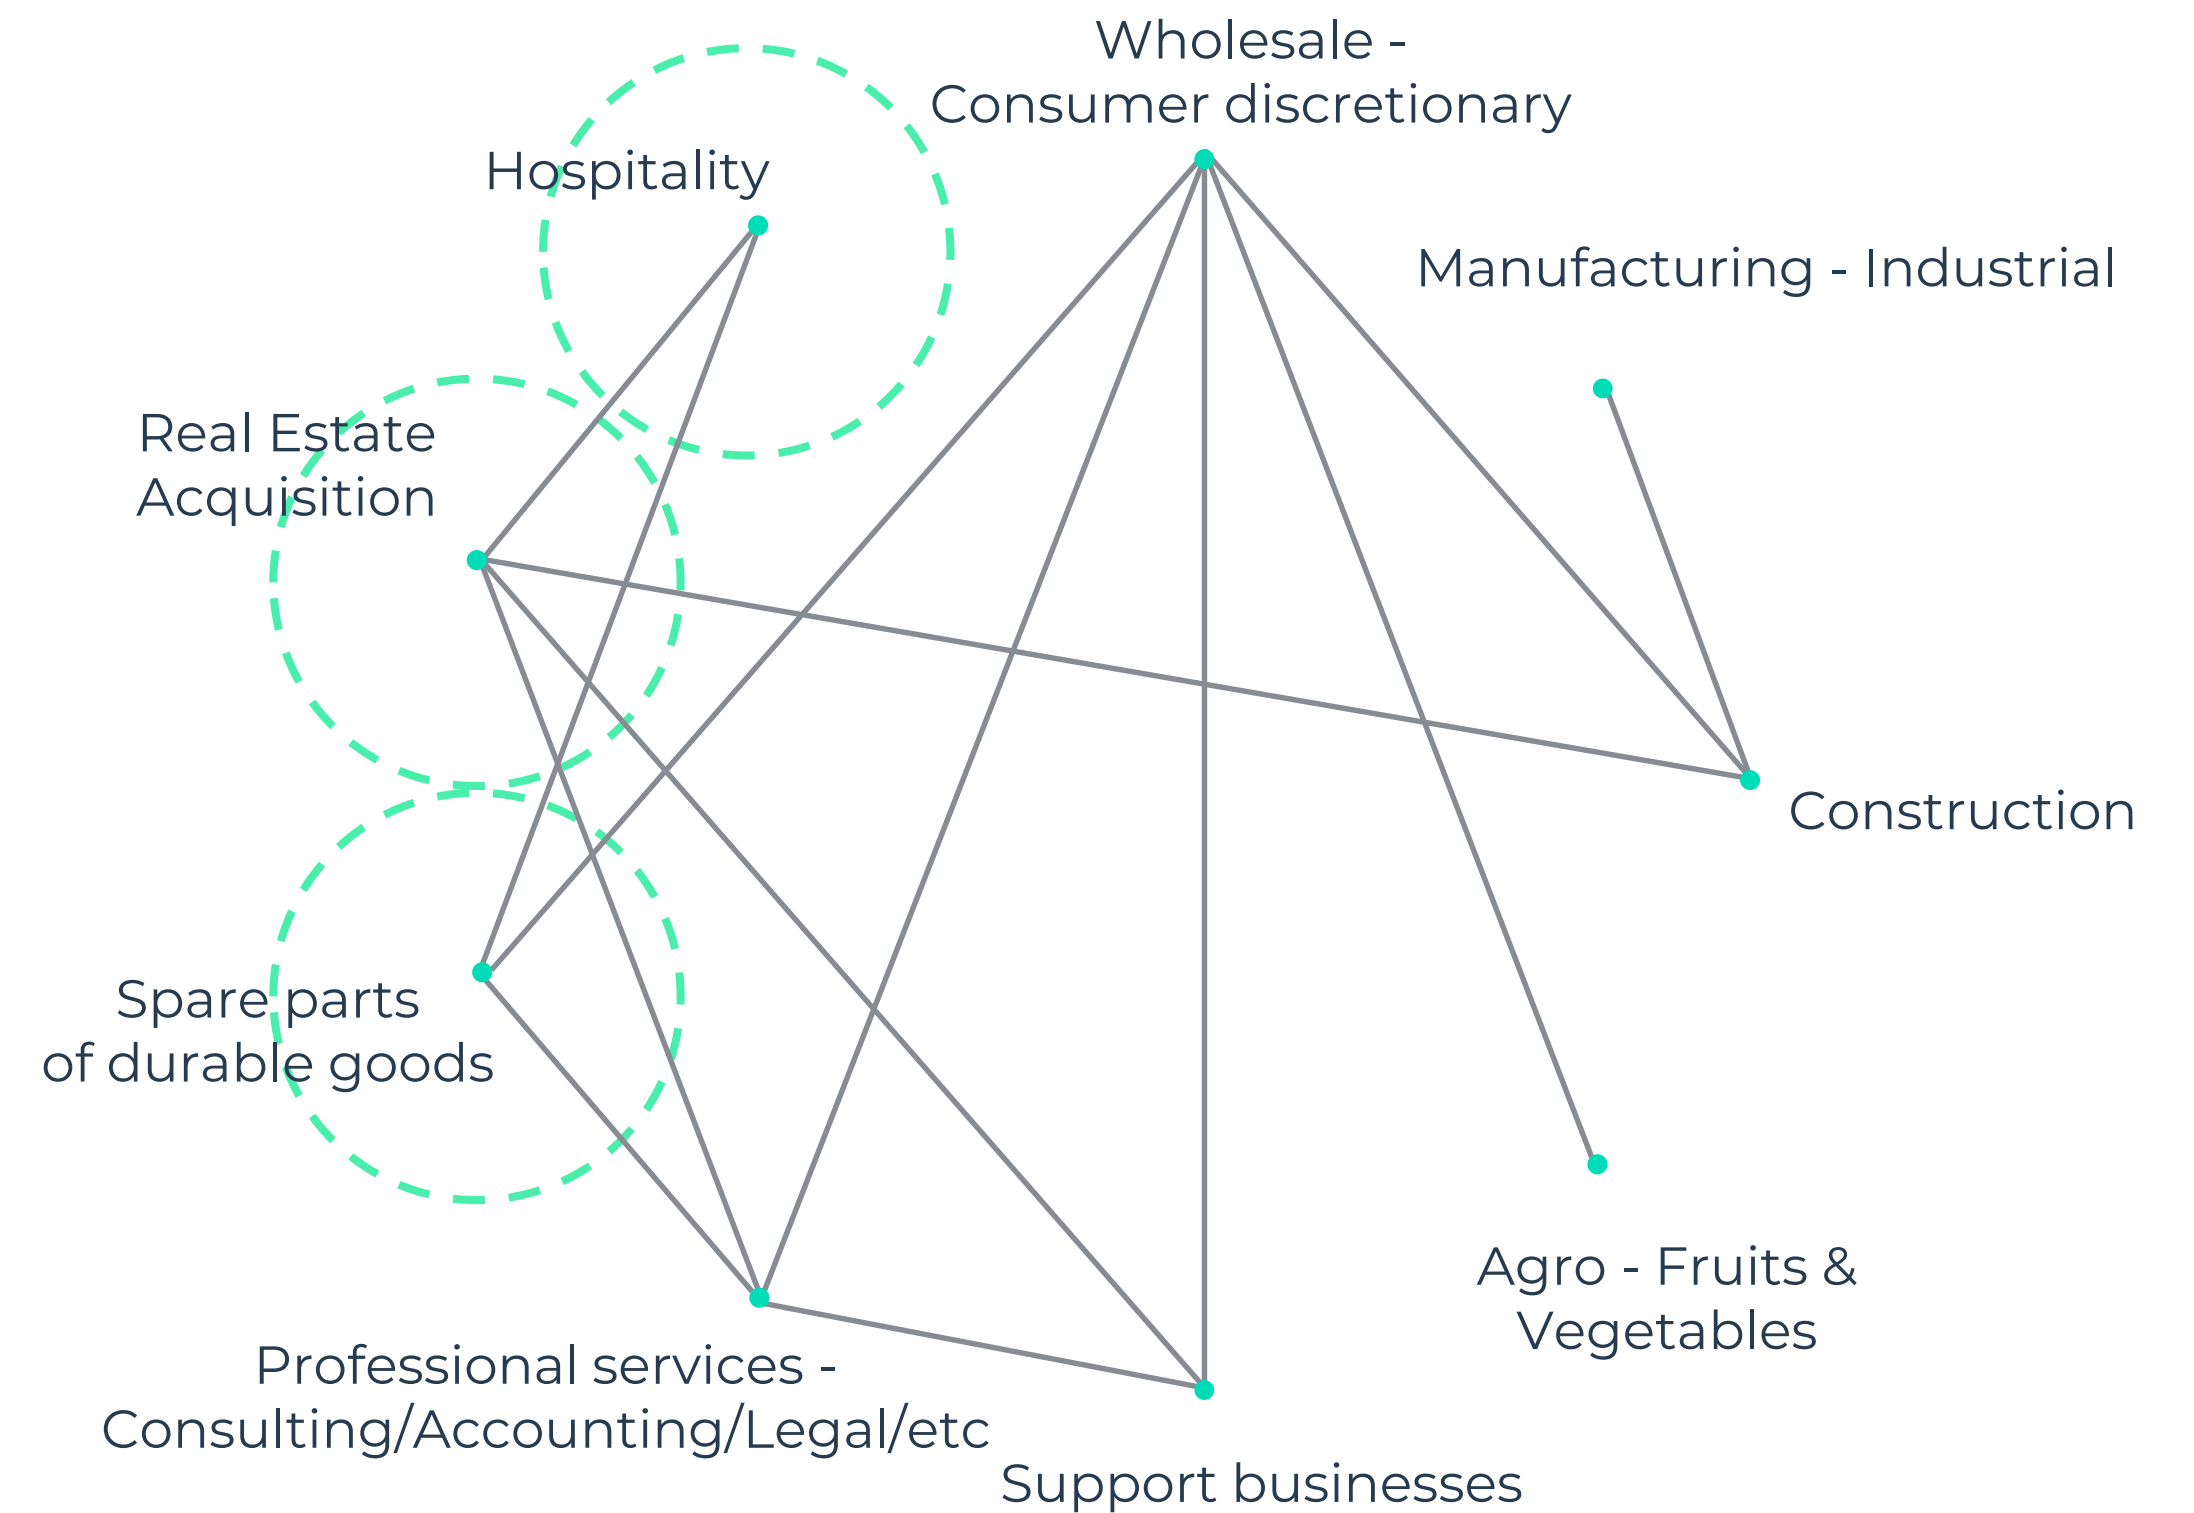 Wholesale -
Consumer discretionary
Hospitality
Manufacturing - Industrial
Real Estate
Acquisition
Construction
Spare parts
of durable goods
Agro - Fruits &
Vegetables
Professional services -
Consulting/Accounting/Legal/etc
Support businesses